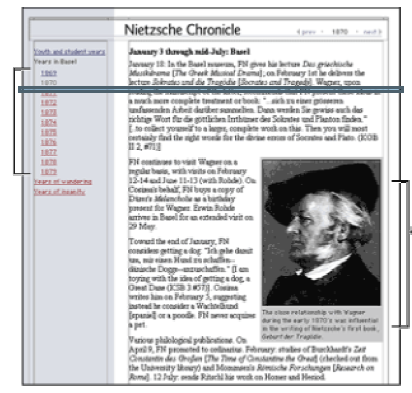 Nietzsche Chronicle
‹ prev · 1870 · next ›
Youth and student years
Years in Basel
1869
1870
1872
1873
1874
1875
1876
1877
1878
1879
Years of wandering
Years of insanity
January 3 through mid-July: Basel
January 18: In the Basel museum, FN gives his lecture Das griechische
Musikdrama [The Greek Musical Drama]; on February 1st he delivers the
lecture Sokrates und die Tragödie [Socrates and Tragedy]. Wagner, upon
a much more complete treatment or book: "...sich zu einer grösseren
umfassenden Arbeit darüber sammelten. Dann werden Sie gewiss auch das
richtige Wort für die göttlichen Irrthümer des Sokrates und Platon finden."
[...to collect yourself to a larger, complete work on this. Then you will most
certainly find the right words for the divine errors of Socrates and Plato. (KGB
II 2, #71)]
FN continues to visit Wagner on a
regular basis, with visits on February
12-14 and June 11-13 (with Rohde). On
Cosima's behalf, FN buys a copy of
Dürer's Melancholie as a birthday
present for Wagner. Erwin Rohde
arrives in Basel for an extended visit on
29 May.
Toward the end of January, FN
considers getting a dog: "Ich gehe damit
um, mir einen Hund zu schaffen--
dänische Dogge--anzuschaffen." [I am
toying with the idea of getting a dog, a
Great Dane (KSB 3 #57)]. Cosima
writes him on February 5, suggesting
instead he consider a Wachtelhund
[spaniel] or a poodle. FN never acquires
a pet.
The close relationship with Wagner
during the early 1870's was influential
in the writing of Nietzsche's first book,
Geburt der Tragödie.
Various philological publications. On
April 9, FN promoted to ordinarius. February: studies of Burckhardt's Zeit
Constantin des Großen [The Time of Constantine the Great] (checked out from
the University library) and Mommsen's Römische Forschungen [Research on
Rome]. 12 July: sends Ritschl his work on Homer and Hesiod.